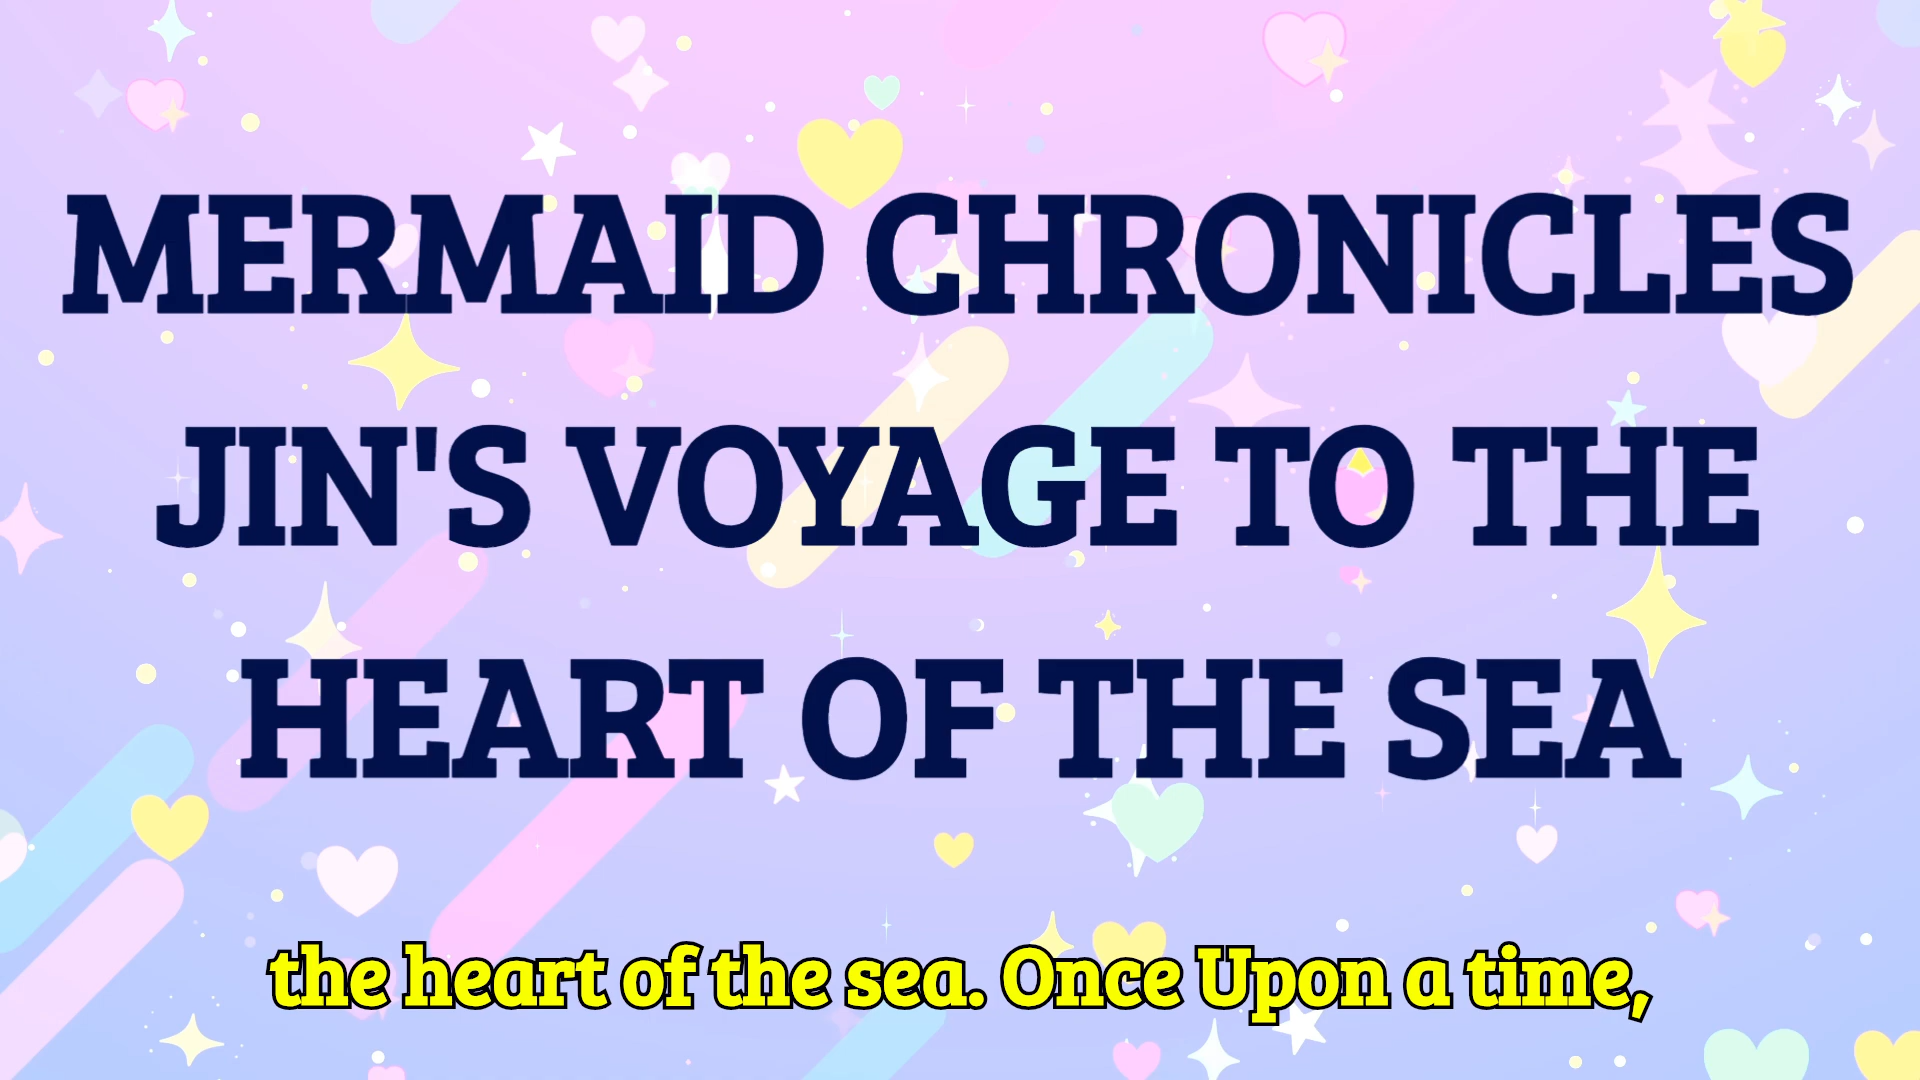 MERMAID CHRONICLES
JIN'S VOYAGE TO THE
HEART OF THE SEA
the heart of the sea. Once Upon a time,